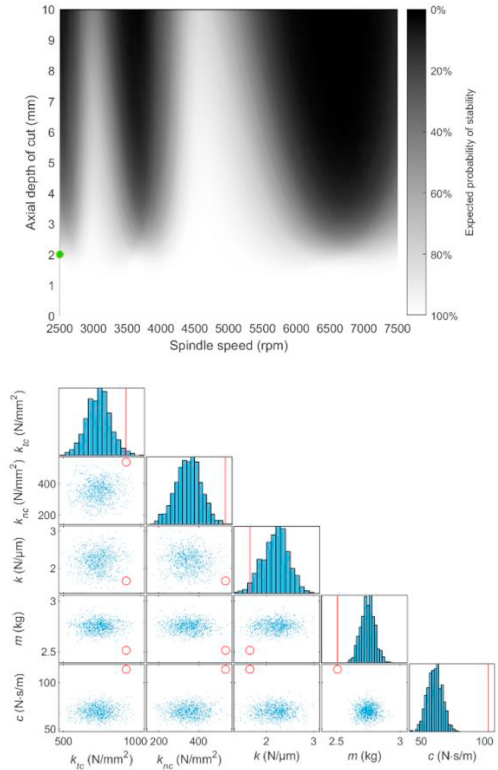 10
9
8
7
6
5
4
3
2
1
0
Axial depth of cut (mm)
2500 3000 3500 4000 4500 5000 5500 6000 6500 7000 7500
Spindle speed (rpm)
0%
20%
40%
60%
80%
100%
Expected probability of stability
k_tc (N/mm²)
k_nc (N/mm²)
400
200
k (N/μm)
3
2
m (kg)
3
2.5
c (N·s/m)
100
50
500 1000
k_tc (N/mm²)
200 400
k_nc (N/mm²)
2 3
k (N/μm)
2.5 3
m (kg)
50 100
c (N·s/m)